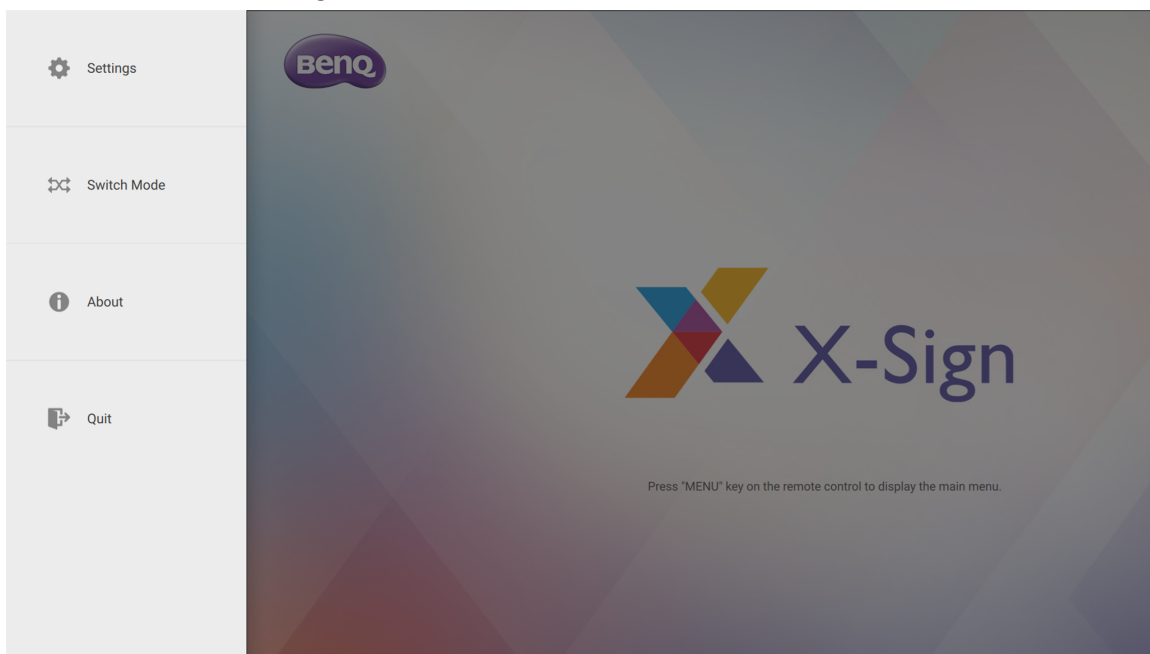 Settings
Switch Mode
About
Quit
BenQ
X-Sign
Press "MENU" key on the remote control to display the main menu.